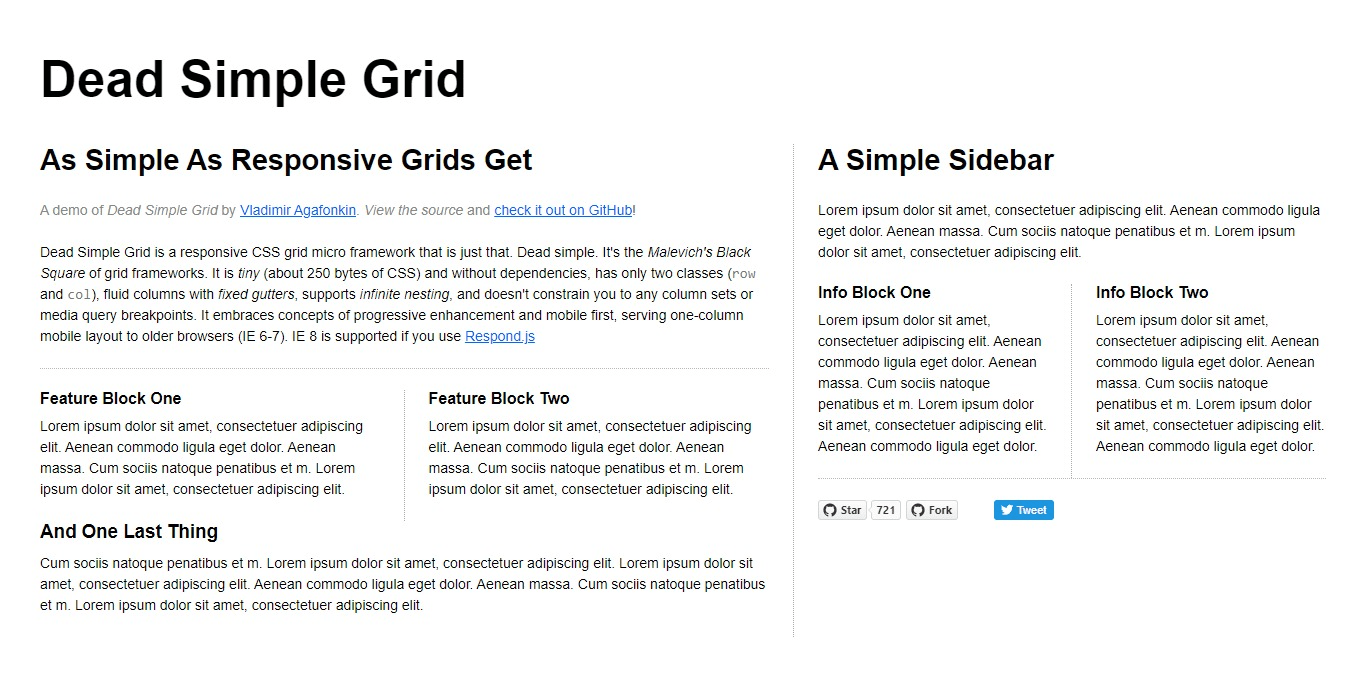 Dead Simple Grid
As Simple As Responsive Grids Get
A demo of Dead Simple Grid by Vladimir Agafonkin. View the source and check it out on GitHub!
Dead Simple Grid is a responsive CSS grid micro framework that is just that. Dead simple. It's the Malevich's Black
Square of grid frameworks. It is tiny (about 250 bytes of CSS) and without dependencies, has only two classes (row
and col), fluid columns with fixed gutters, supports infinite nesting, and doesn't constrain you to any column sets or
media query breakpoints. It embraces concepts of progressive enhancement and mobile first, serving one-column
mobile layout to older browsers (IE 6-7). IE 8 is supported if you use Respond.js
Feature Block One
Lorem ipsum dolor sit amet, consectetuer adipiscing
elit. Aenean commodo ligula eget dolor. Aenean
massa. Cum sociis natoque penatibus et m. Lorem
ipsum dolor sit amet, consectetuer adipiscing elit.
Feature Block Two
Lorem ipsum dolor sit amet, consectetuer adipiscing
elit. Aenean commodo ligula eget dolor. Aenean
massa. Cum sociis natoque penatibus et m. Lorem
ipsum dolor sit amet, consectetuer adipiscing elit.
And One Last Thing
Cum sociis natoque penatibus et m. Lorem ipsum dolor sit amet, consectetuer adipiscing elit. Lorem ipsum dolor sit
amet, consectetuer adipiscing elit. Aenean commodo ligula eget dolor. Aenean massa. Cum sociis natoque penatibus
et m. Lorem ipsum dolor sit amet, consectetuer adipiscing elit.
A Simple Sidebar
Lorem ipsum dolor sit amet, consectetuer adipiscing elit. Aenean commodo ligula
eget dolor. Aenean massa. Cum sociis natoque penatibus et m. Lorem ipsum
dolor sit amet, consectetuer adipiscing elit.
Info Block One
Lorem ipsum dolor sit amet,
consectetuer adipiscing elit. Aenean
commodo ligula eget dolor. Aenean
massa. Cum sociis natoque
penatibus et m. Lorem ipsum dolor
sit amet, consectetuer adipiscing elit.
Aenean commodo ligula eget dolor.
Info Block Two
Lorem ipsum dolor sit amet,
consectetuer adipiscing elit. Aenean
commodo ligula eget dolor. Aenean
massa. Cum sociis natoque
penatibus et m. Lorem ipsum dolor
sit amet, consectetuer adipiscing elit.
Aenean commodo ligula eget dolor.
Star 721 Fork Tweet